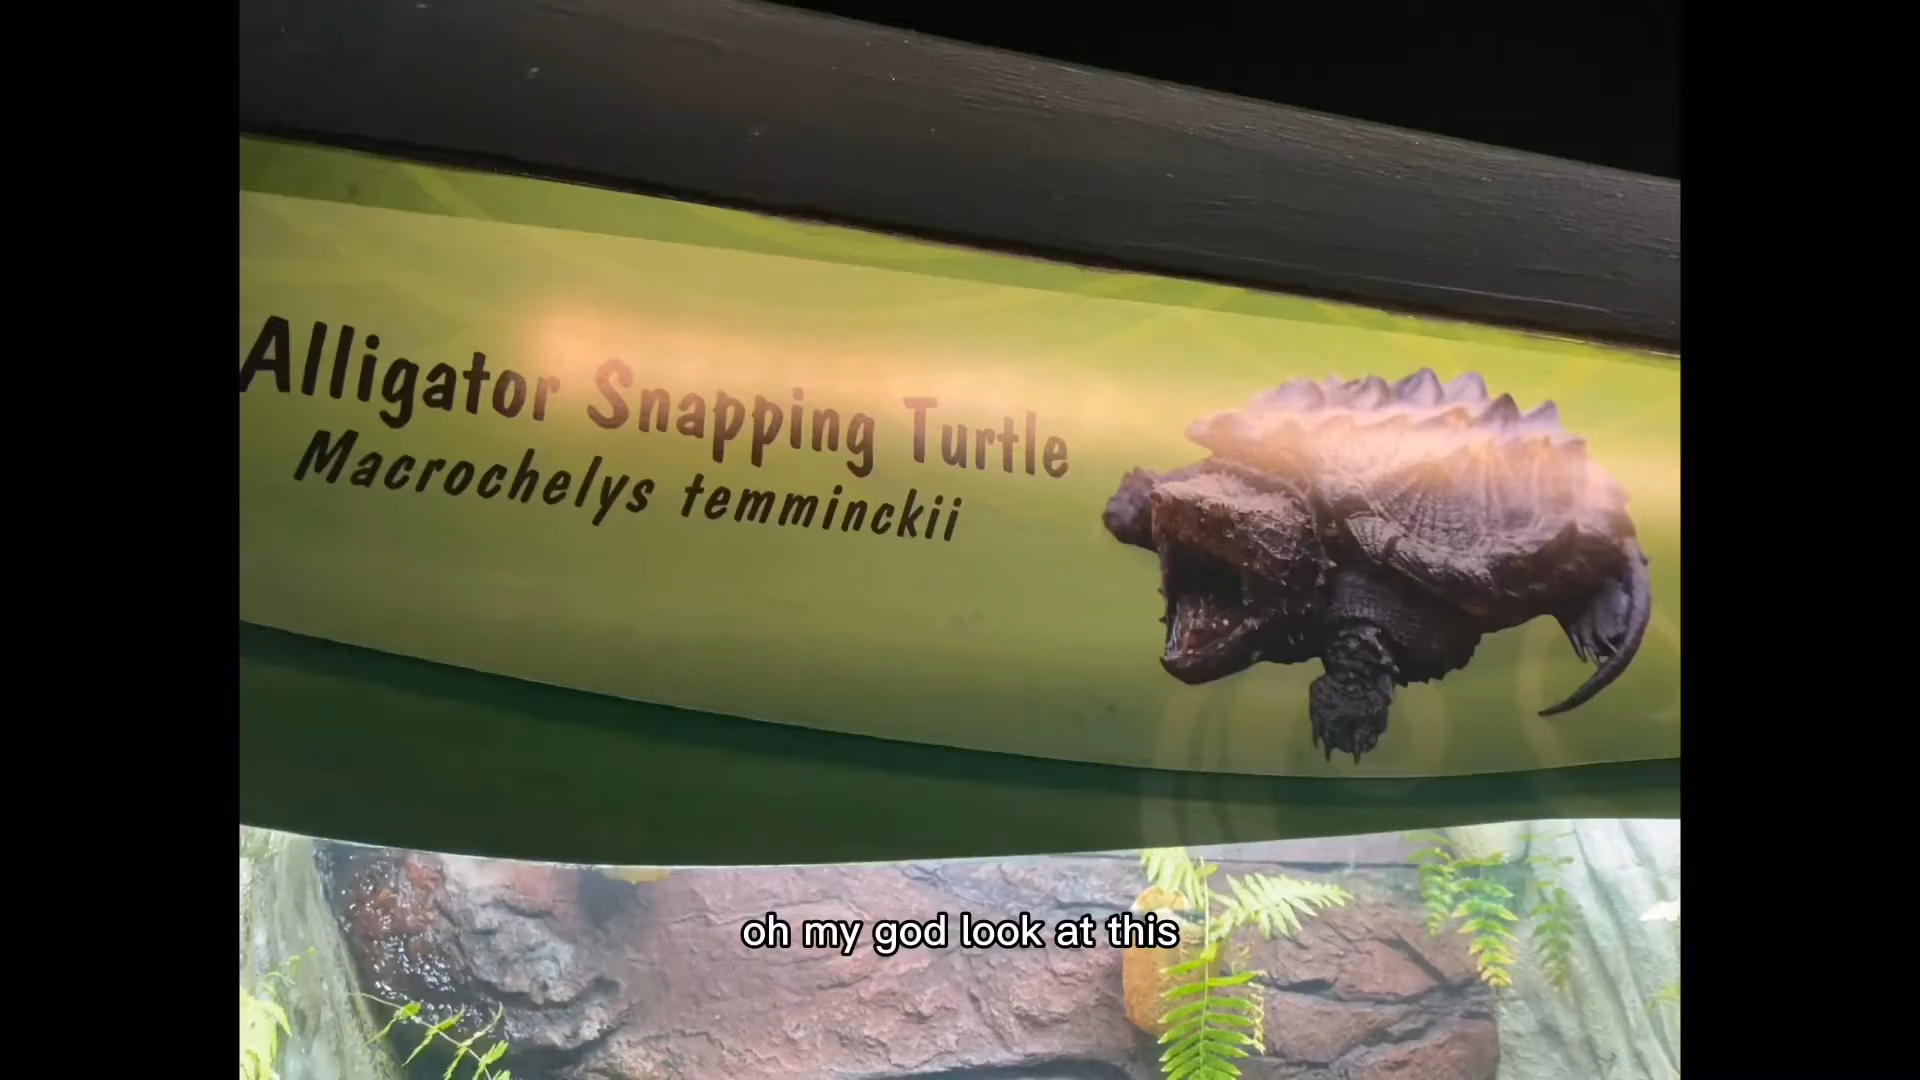 Alligator Snapping Turtle
Macrochelys temminckii
oh my god look at this